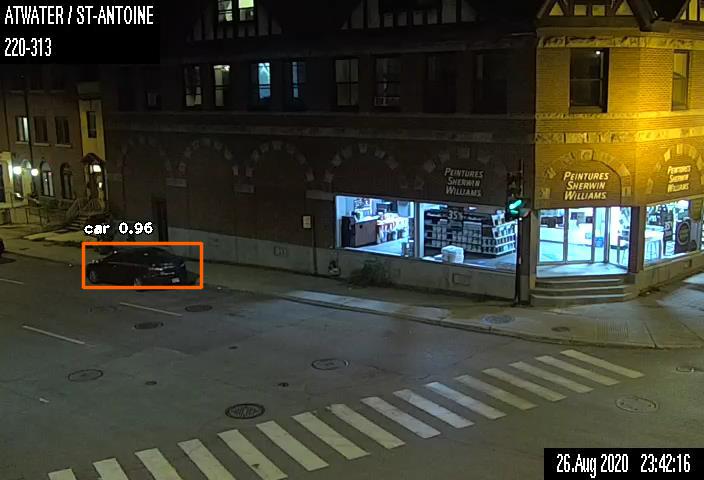 ATWATER / ST-ANTOINE
220-313
car 0.96
PEINTURES
SHERWIN
WILLIAMS
PEINTURES
SHERWIN
WILLIAMS
PEINTURES
SHERWIN
WILLIAMS
35
26.Aug 2020 23:42:16